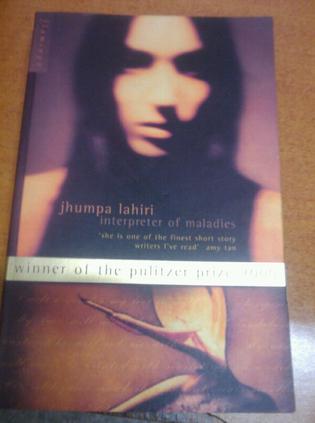 jhumpa lahiri
interpreter of maladies
'she is one of the finest short story
writers I've read' amy tan
winner of the pulitzer prize